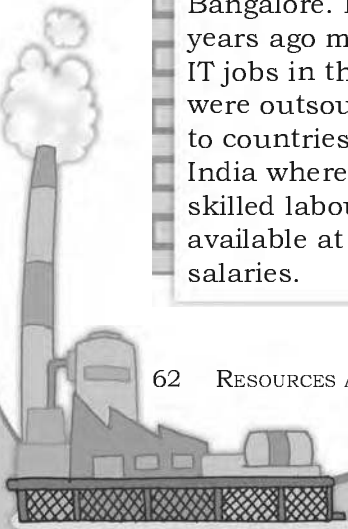 Bangalore.
years ago m
IT jobs in th
were outsou
to countries
India where
skilled labou
available at
salaries.
62 RESOURCES A